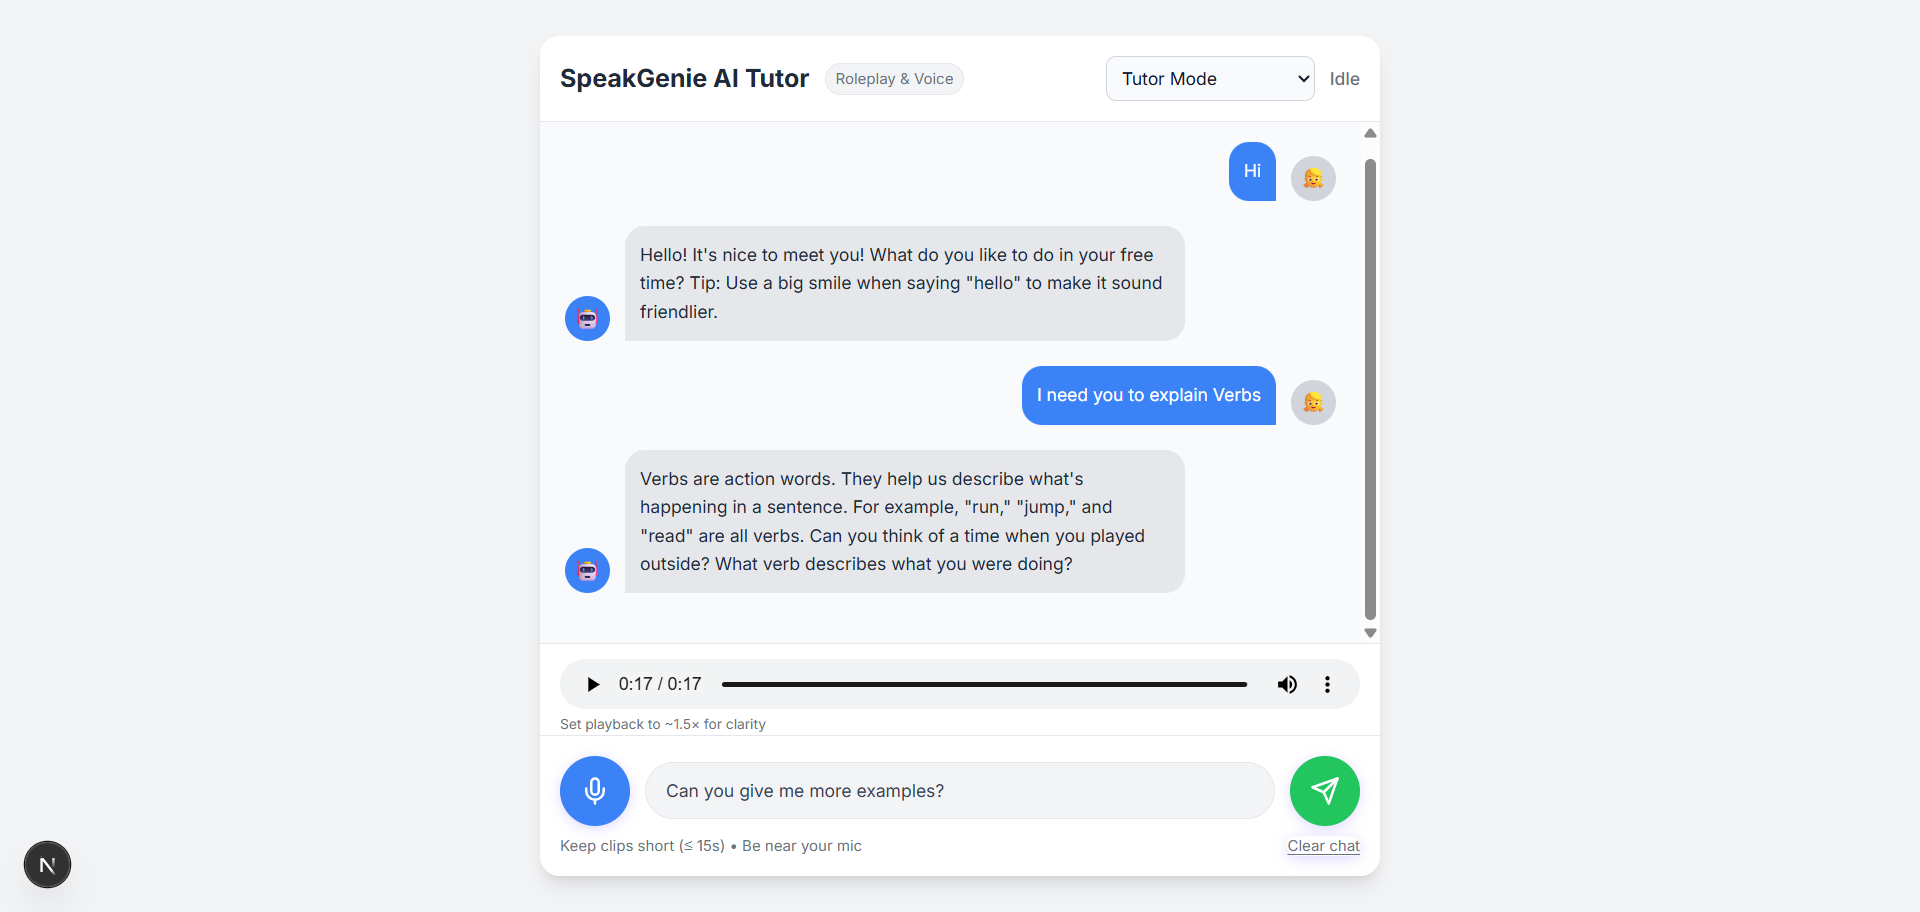 SpeakGenie AI Tutor
Roleplay & Voice
Tutor Mode
Idle
Hi
Hello! It's nice to meet you! What do you like to do in your free
time? Tip: Use a big smile when saying "hello" to make it sound
friendlier.
I need you to explain Verbs
Verbs are action words. They help us describe what's
happening in a sentence. For example, "run," "jump," and
"read" are all verbs. Can you think of a time when you played
outside? What verb describes what you were doing?
0:17 / 0:17
Set playback to ~1.5× for clarity
Can you give me more examples?
Keep clips short (≤ 15s) • Be near your mic
Clear chat
N